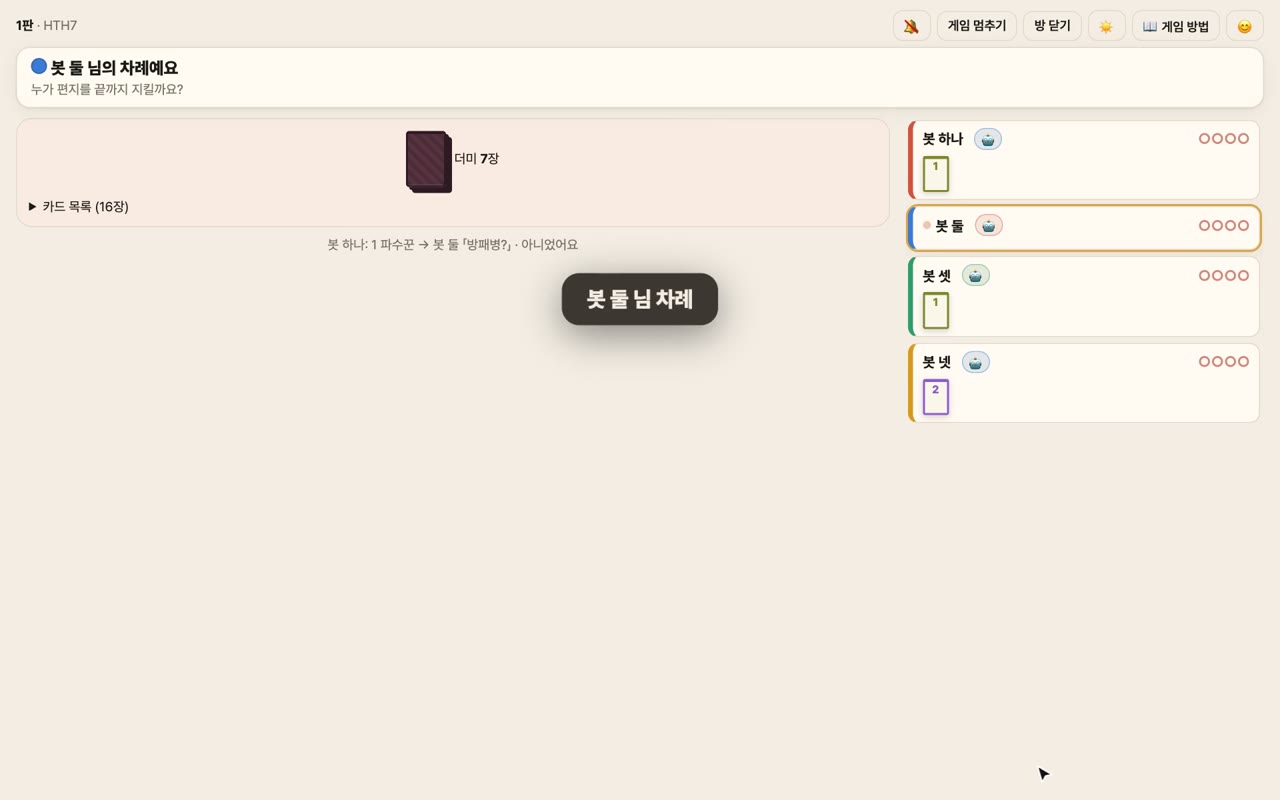 1판 · HTH7
게임 멈추기
방 닫기
📖 게임 방법
봇 둘 님의 차례예요
누가 편지를 끝까지 지킬까요?
더미 7장
▶ 카드 목록 (16장)
봇 하나: 1 파수꾼 → 봇 둘 「방패병?」 · 아니었어요
봇 둘 님 차례
봇 하나
1
봇 둘
봇 셋
1
봇 넷
2